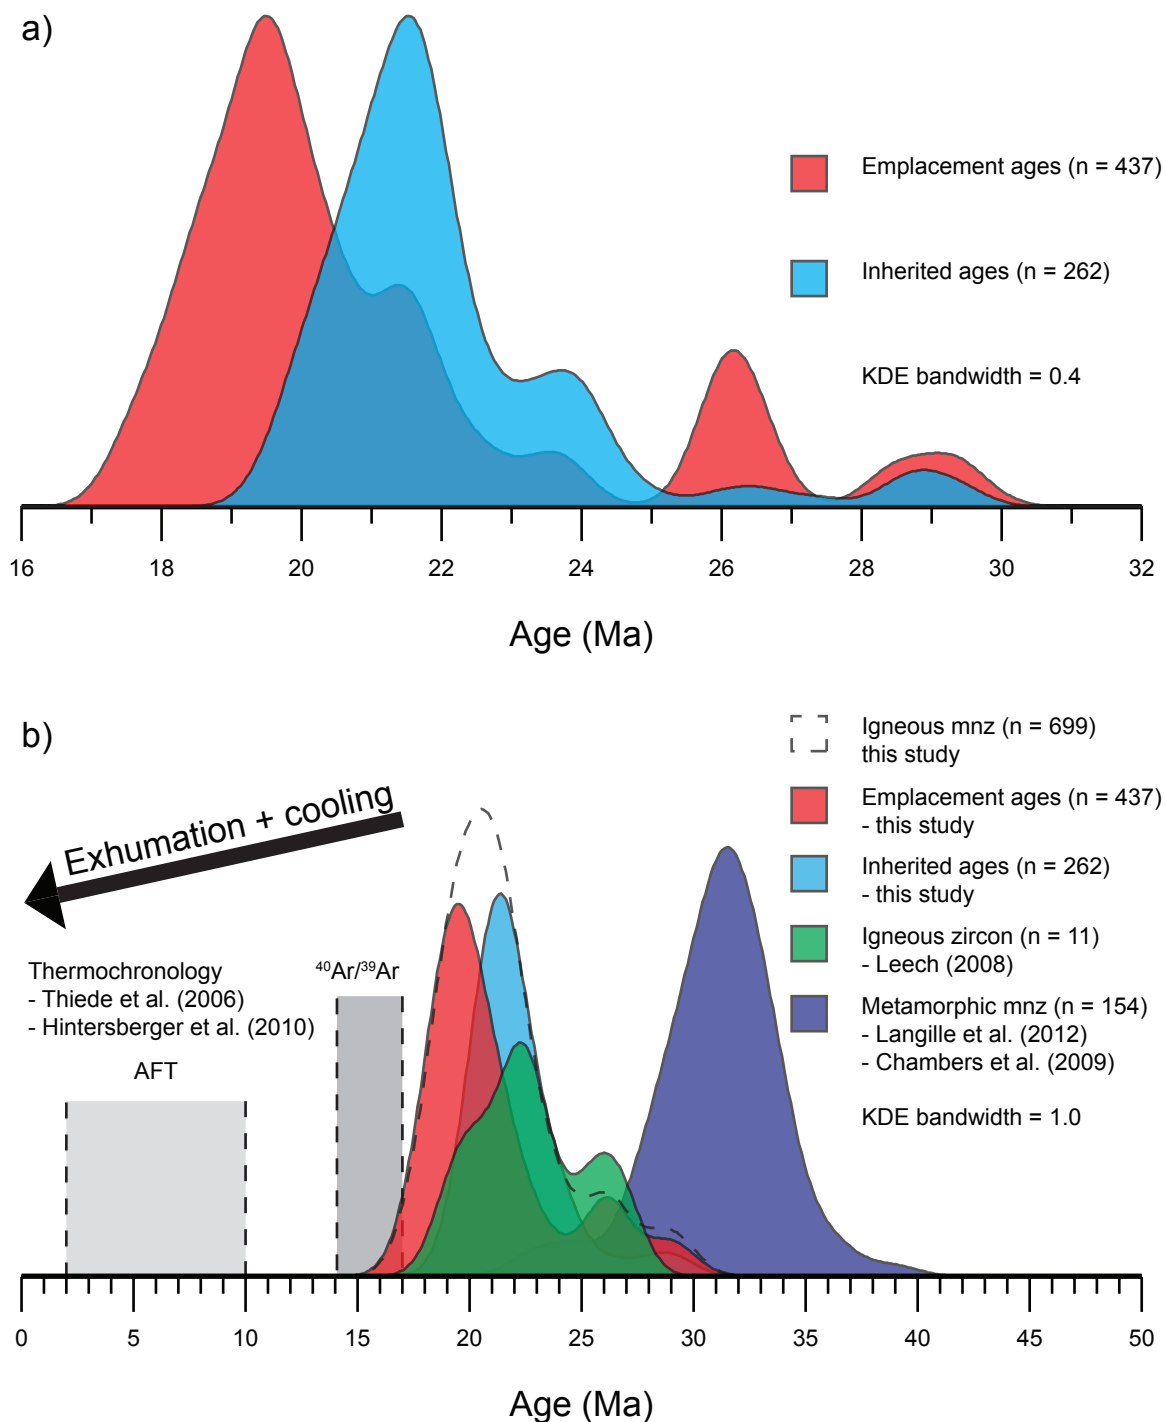 a)
Emplacement ages (n = 437)
Inherited ages (n = 262)
KDE bandwidth = 0.4
16 18 20 22 24 26 28 30 32
Age (Ma)
b)
Igneous mnz (n = 699)
this study
Emplacement ages (n = 437)
- this study
Inherited ages (n = 262)
- this study
Igneous zircon (n = 11)
- Leech (2008)
Metamorphic mnz (n = 154)
- Langille et al. (2012)
- Chambers et al. (2009)
KDE bandwidth = 1.0
Exhumation + cooling
Thermochronology
- Thiede et al. (2006)
- Hintersberger et al. (2010)
AFT
⁴⁰Ar/³⁹Ar
0 5 10 15 20 25 30 35 40 45 50
Age (Ma)